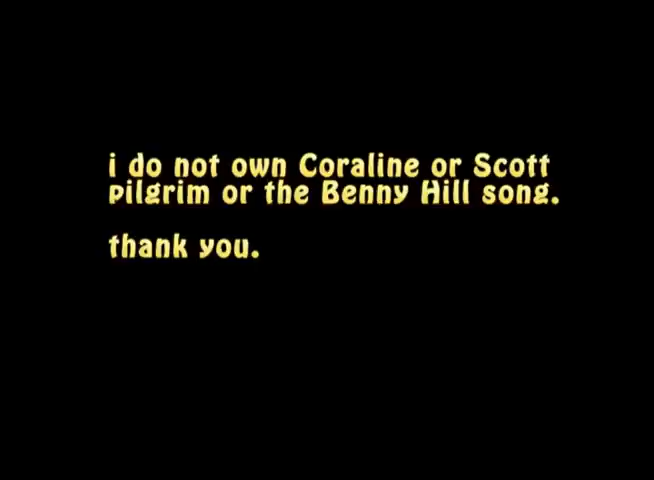 i do not own Coraline or Scott
pilgrim or the Benny Hill song.
thank you.